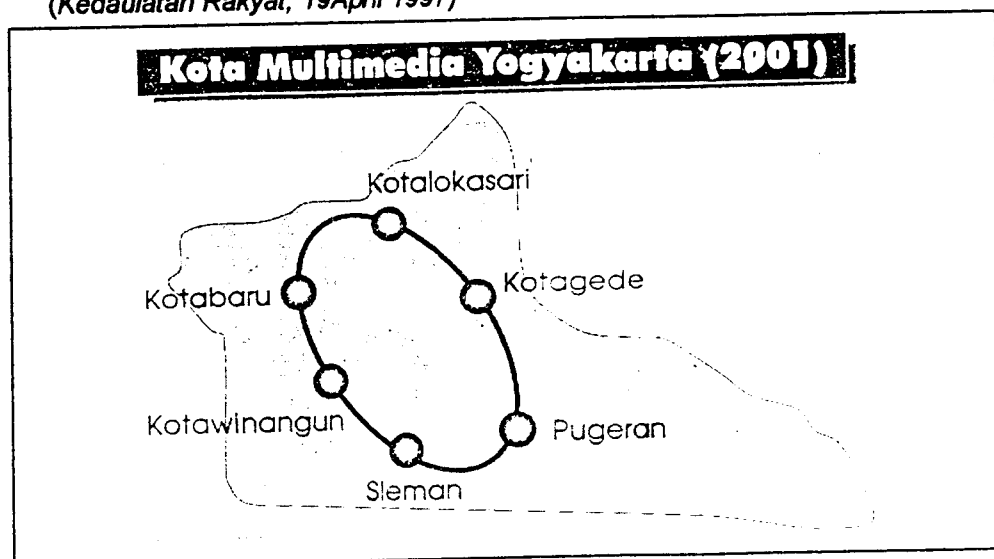 (Kedaulatan Rakyat, 19April 1997)
Kota Multimedia Yogyakarta (2001)
Kotalokasari
Kotagede
Kotabaru
Kotawinangun
Pugeran
Sleman